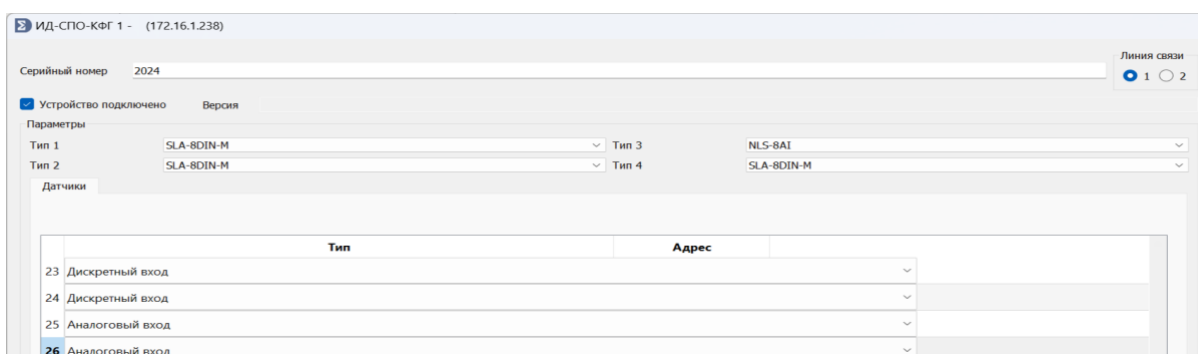 ИД-СПО-КФГ 1 - (172.16.1.238)
Линия связи
Серийный номер 2024
1 2
Устройство подключено Версия
Параметры
Тип 1 SLA-8DIN-M Тип 3 NLS-8AI
Тип 2 SLA-8DIN-M Тип 4 SLA-8DIN-M
Датчики
Тип Адрес
23 Дискретный вход
24 Дискретный вход
25 Аналоговый вход
26 Аналоговый вход